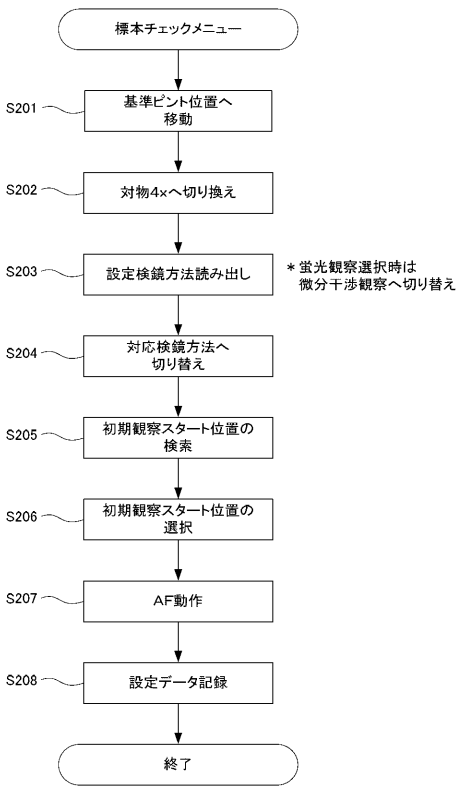 標本チェックメニュー
S201
基準ピント位置へ
移動
S202
対物4×へ切り換え
S203
設定検鏡方法読み出し
＊蛍光観察選択時は
微分干渉観察へ切り替え
S204
対応検鏡方法へ
切り替え
S205
初期観察スタート位置の
検索
S206
初期観察スタート位置の
選択
S207
AF動作
S208
設定データ記録
終了